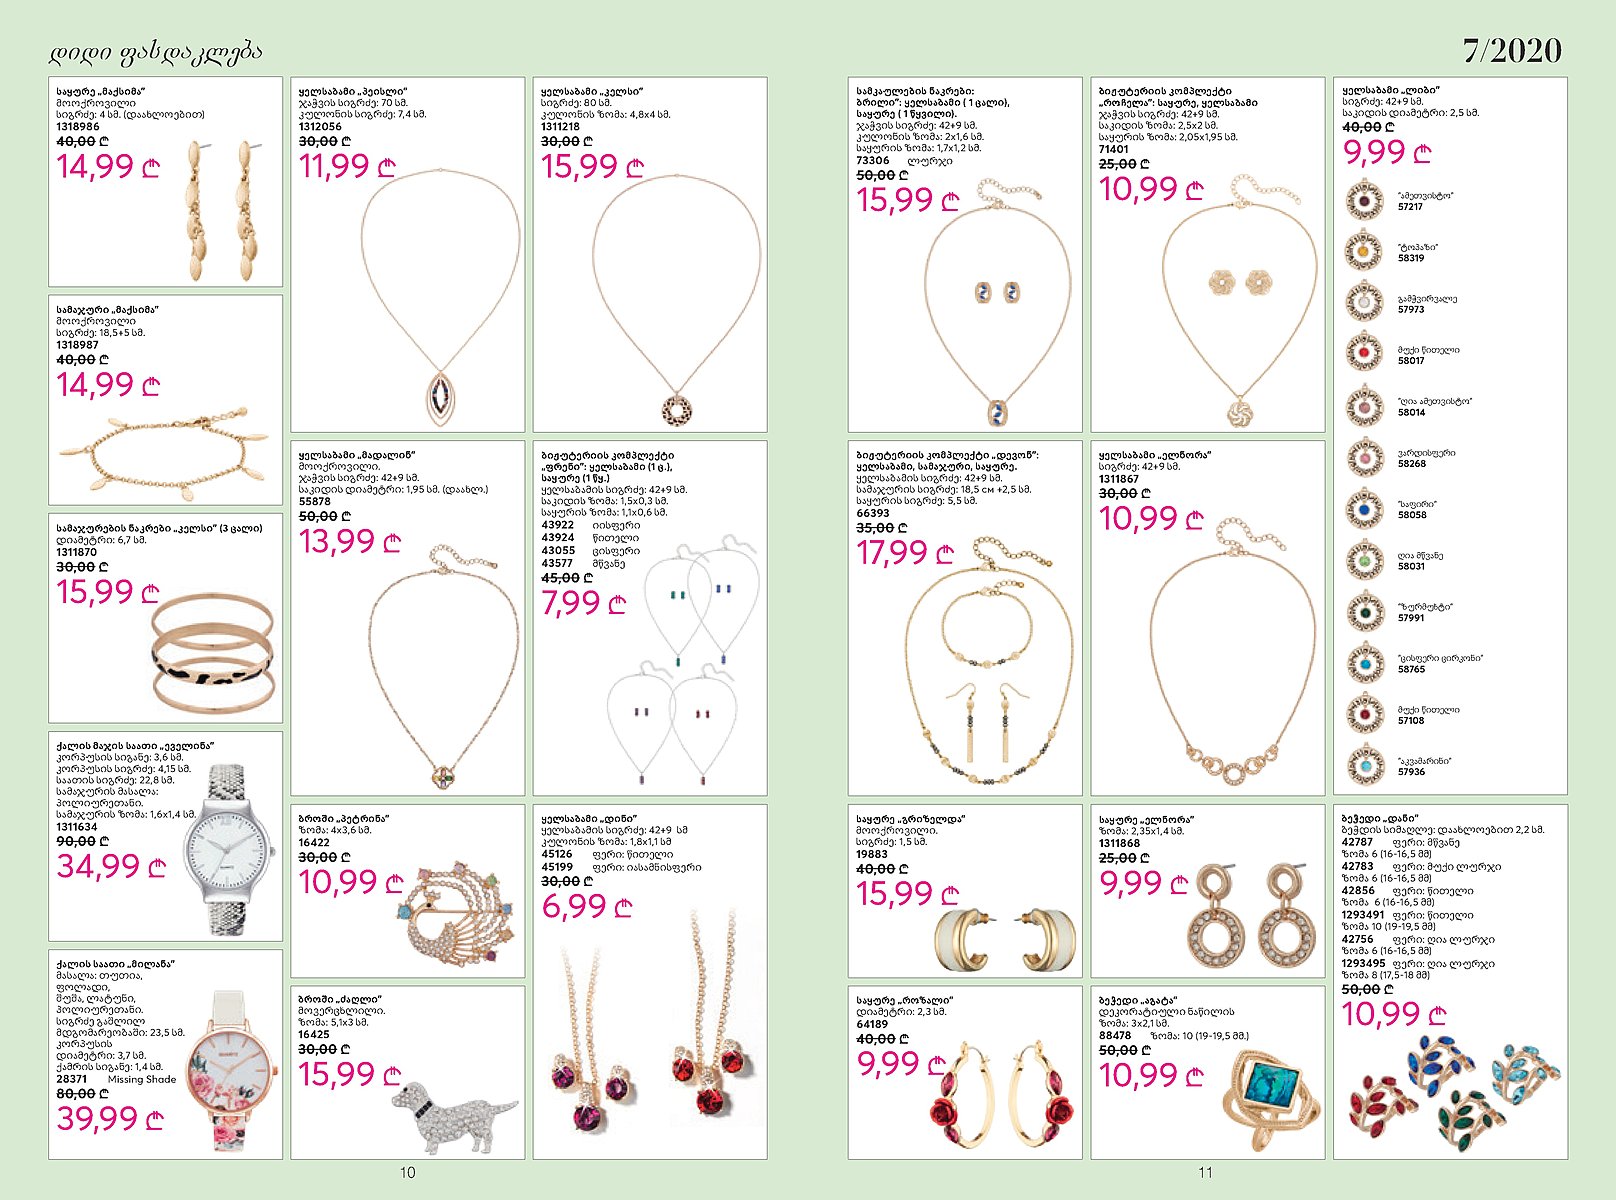 დიდი ფასდაკლება
7/2020
საყურე „მაქსიმა“
მოოქროვილი
სიგრძე: 4 სმ. (დაახლოებით)
1318986
40,00 ₾
14,99 ₾
სამაჯური „მაქსიმა“
მოოქროვილი
სიგრძე: 18,5+5 სმ.
1318987
40,00 ₾
14,99 ₾
სამაჯურების ნაკრები „კელსი“ (3 ცალი)
დიამეტრი: 6,7 სმ.
1311870
30,00 ₾
15,99 ₾
ქალის მაჯის საათი „ეველინა“
კორპუსის სიგანე: 3,6 სმ.
კორპუსის სიგრძე: 4,15 სმ.
საათის სიგრძე: 22,8 სმ.
სამაჯურის მასალა:
პოლიურეთანი.
სამაჯურის ზომა: 1,6x1,4 სმ.
1311634
90,00 ₾
34,99 ₾
ქალის საათი „მილანა“
მასალა: თუთია,
ფოლადი,
მუშა, ლატუნი,
პოლიურეთანი.
სიგრძე გაშლილ
მდგომარეობაში: 23,5 სმ.
კორპუსის
დიამეტრი: 3,7 სმ.
ქამრის სიგანე: 1,4 სმ.
28371 Missing Shade
80,00 ₾
39,99 ₾
ყელსაბამი „პეისლი“
ჯაჭვის სიგრძე: 70 სმ.
კულონის სიგრძე: 7,4 სმ.
1312056
30,00 ₾
11,99 ₾
ყელსაბამი „კელსი“
სიგრძე: 80 სმ.
კულონის ზომა: 4,8x4 სმ.
1311218
30,00 ₾
15,99 ₾
ყელსაბამი „მადალინ“
მოოქროვილი.
ჯაჭვის სიგრძე: 42+9 სმ.
საკიდის დიამეტრი: 1,95 სმ. (დაახლ.)
55878
50,00 ₾
13,99 ₾
ბიჟუტერიის კომპლექტი
„ფრენი“: ყელსაბამი (1 ც.),
საყურე (1 წყ.)
ყელსაბამის სიგრძე: 42+9 სმ.
საკიდის ზომა: 1,5x0,3 სმ.
საყურის ზომა: 1,1x0,6 სმ.
43922 იისფერი
43924 წითელი
43055 ცისფერი
43577 მწვანე
45,00 ₾
7,99 ₾
ბროში „პეტრინა“
ზომა: 4x3,6 სმ.
16422
30,00 ₾
10,99 ₾
ბროში „ძაღლი“
მოვერცხლილი.
ზომა: 5,1x3 სმ.
16425
30,00 ₾
15,99 ₾
ყელსაბამი „დინი“
ყელსაბამის სიგრძე: 42+9 სმ
კულონის ზომა: 1,8x1,1 სმ
45126 ფერი: წითელი
45199 ფერი: იასამნისფერი
30,00 ₾
6,99 ₾
10
სამკაულების ნაკრები:
ბრილი“: ყელსაბამი ( 1 ცალი),
საყურე ( 1 წყვილი).
ჯაჭვის სიგრძე: 42+9 სმ.
კულონის ზომა: 2x1,6 სმ.
საყურის ზომა: 1,7x1,2 სმ.
73306 ლურჯი
50,00 ₾
15,99 ₾
ბიჟუტერიის კომპლექტი
„როჩელა“: საყურე, ყელსაბამი
ჯაჭვის სიგრძე: 42+9 სმ.
საკიდის ზომა: 2,5x2 სმ.
საყურის ზომა: 2,05x1,95 სმ.
71401
25,00 ₾
10,99 ₾
ყელსაბამი „ლიბი“
სიგრძე: 42+9 სმ.
საკიდის დიამეტრი: 2,5 სმ.
40,00 ₾
9,99 ₾
“ამეთვისტო”
57217
“ტოპაზი”
58319
გამჭვირვალე
57973
მუქი წითელი
58017
“ღია ამეთვისტო”
58014
ვარდისფერი
58268
“საფირი”
58058
ღია მწვანე
58031
“ზურმუხტი”
57991
“ცისფერი ცირკონი”
58765
მუქი წითელი
57108
“აკვამარინი”
57936
ბიჟუტერიის კომპლექტი „დევონ“:
ყელსაბამი, სამაჯური, საყურე.
ყელსაბამის სიგრძე: 42+9 სმ.
სამაჯურის სიგრძე: 18,5 см +2,5 სმ.
საყურის სიგრძე: 5,5 სმ.
66393
35,00 ₾
17,99 ₾
ყელსაბამი „ელნორა“
სიგრძე: 42+9 სმ.
1311867
30,00 ₾
10,99 ₾
საყურე „გრიზელდა“
მოოქროვილი.
სიგრძე: 1,5 სმ.
19883
40,00 ₾
15,99 ₾
საყურე „ელნორა“
ზომა: 2,35x1,4 სმ.
1311868
25,00 ₾
9,99 ₾
საყურე „როზალი“
დიამეტრი: 2,3 სმ.
64189
40,00 ₾
9,99 ₾
ბეჭედი „აგატა“
დეკორატიული ნაწილის
ზომა: 3x2,1 სმ.
88478 ზომა: 10 (19-19,5 მმ.)
50,00 ₾
10,99 ₾
ბეჭედი „დანი“
ბეჭდის სიმაღლე: დაახლოებით 2,2 სმ.
42787 ფერი: მწვანე
ზომა 6 (16-16,5 მმ)
42783 ფერი: მუქი ლურჯი
ზომა 6 (16-16,5 მმ)
42856 ფერი: წითელი
ზომა 6 (16-16,5 მმ)
1293491 ფერი: წითელი
ზომა 10 (19-19,5 მმ)
42756 ფერი: ღია ლურჯი
ზომა 6 (16-16,5 მმ)
1293495 ფერი: ღია ლურჯი
ზომა 8 (17,5-18 მმ)
50,00 ₾
10,99 ₾
11